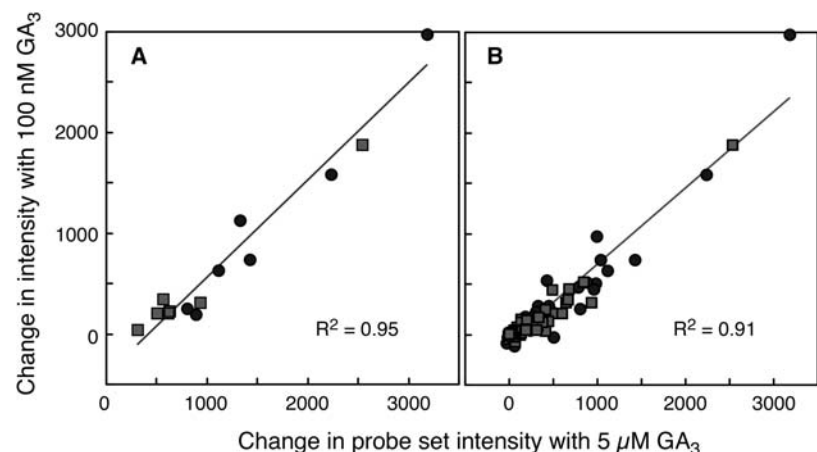 A
B
Change in intensity with 100 nM GA₃
3000
2000
1000
0
R² = 0.95
R² = 0.91
0 1000 2000 3000 0 1000 2000 3000
Change in probe set intensity with 5 µM GA₃